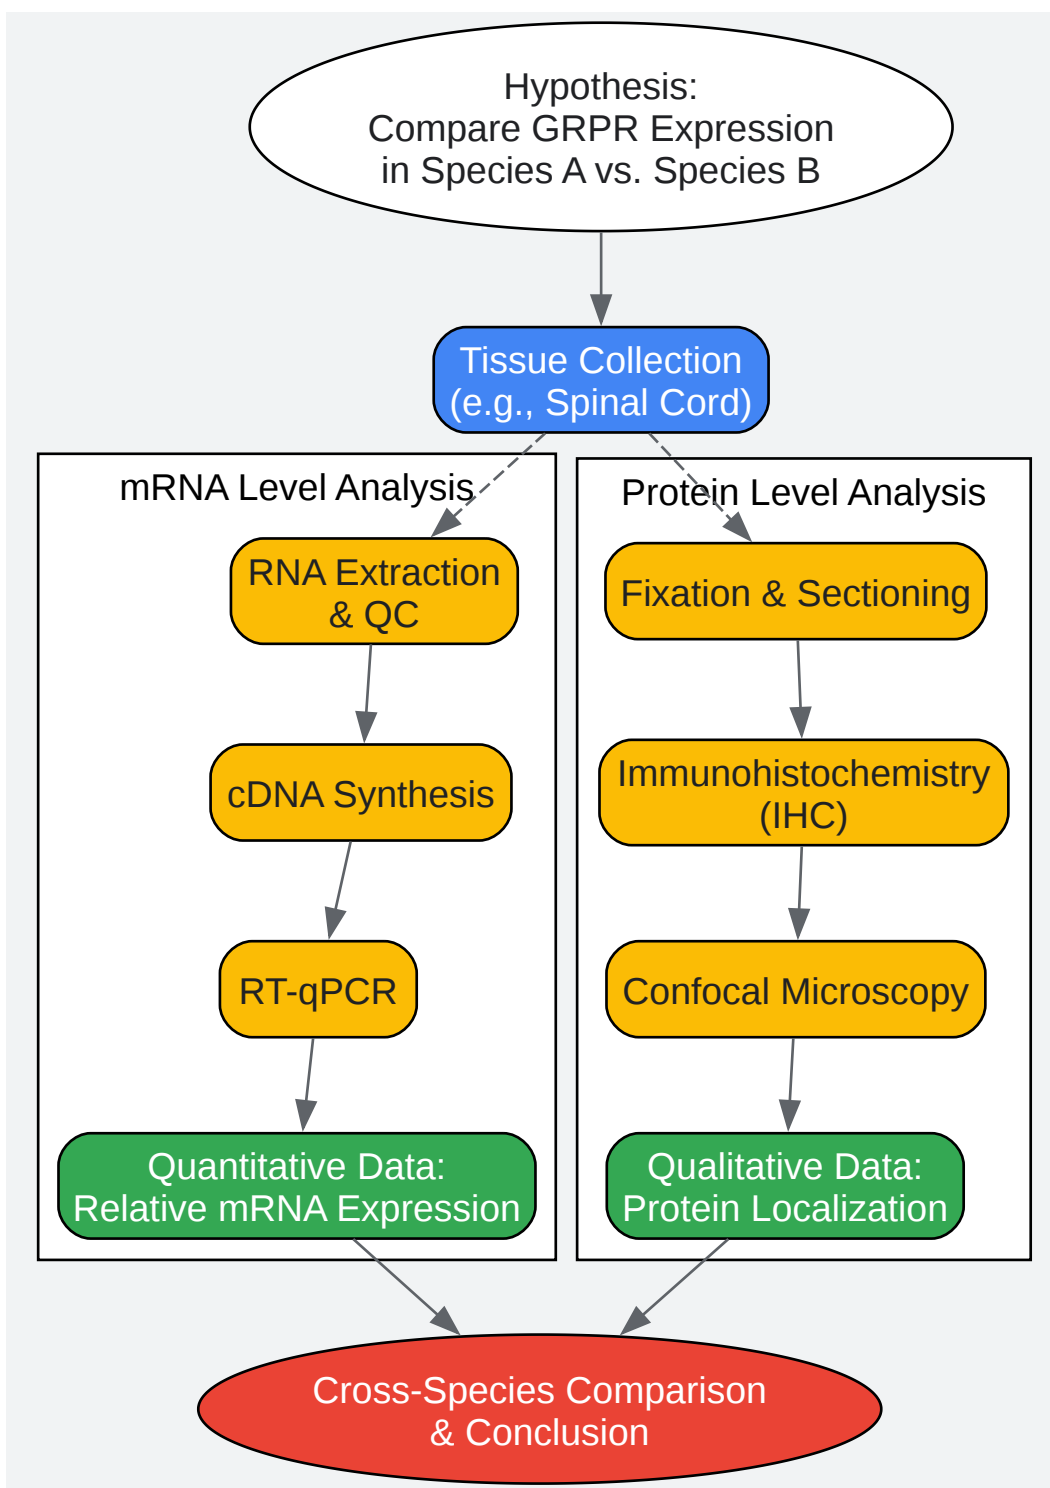 Hypothesis:
Compare GRPR Expression
in Species A vs. Species B
Tissue Collection
(e.g., Spinal Cord)
mRNA Level Analysis
RNA Extraction
& QC
cDNA Synthesis
RT-qPCR
Quantitative Data:
Relative mRNA Expression
Protein Level Analysis
Fixation & Sectioning
Immunohistochemistry
(IHC)
Confocal Microscopy
Qualitative Data:
Protein Localization
Cross-Species Comparison
& Conclusion